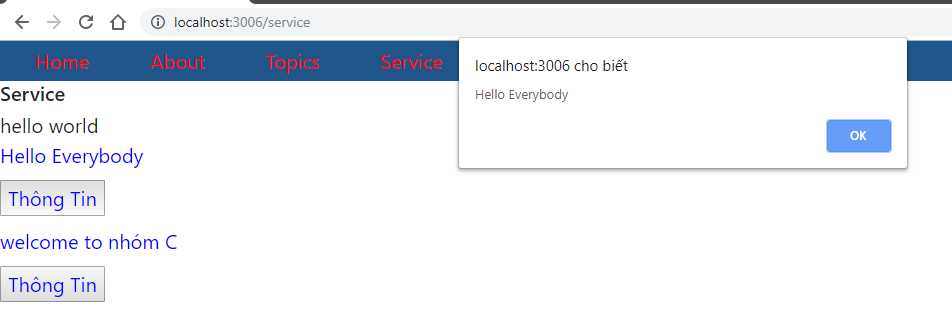 localhost:3006/service
Home About Topics Service
localhost:3006 cho biết
Hello Everybody
OK
Service
hello world
Hello Everybody
Thông Tin
welcome to nhóm C
Thông Tin